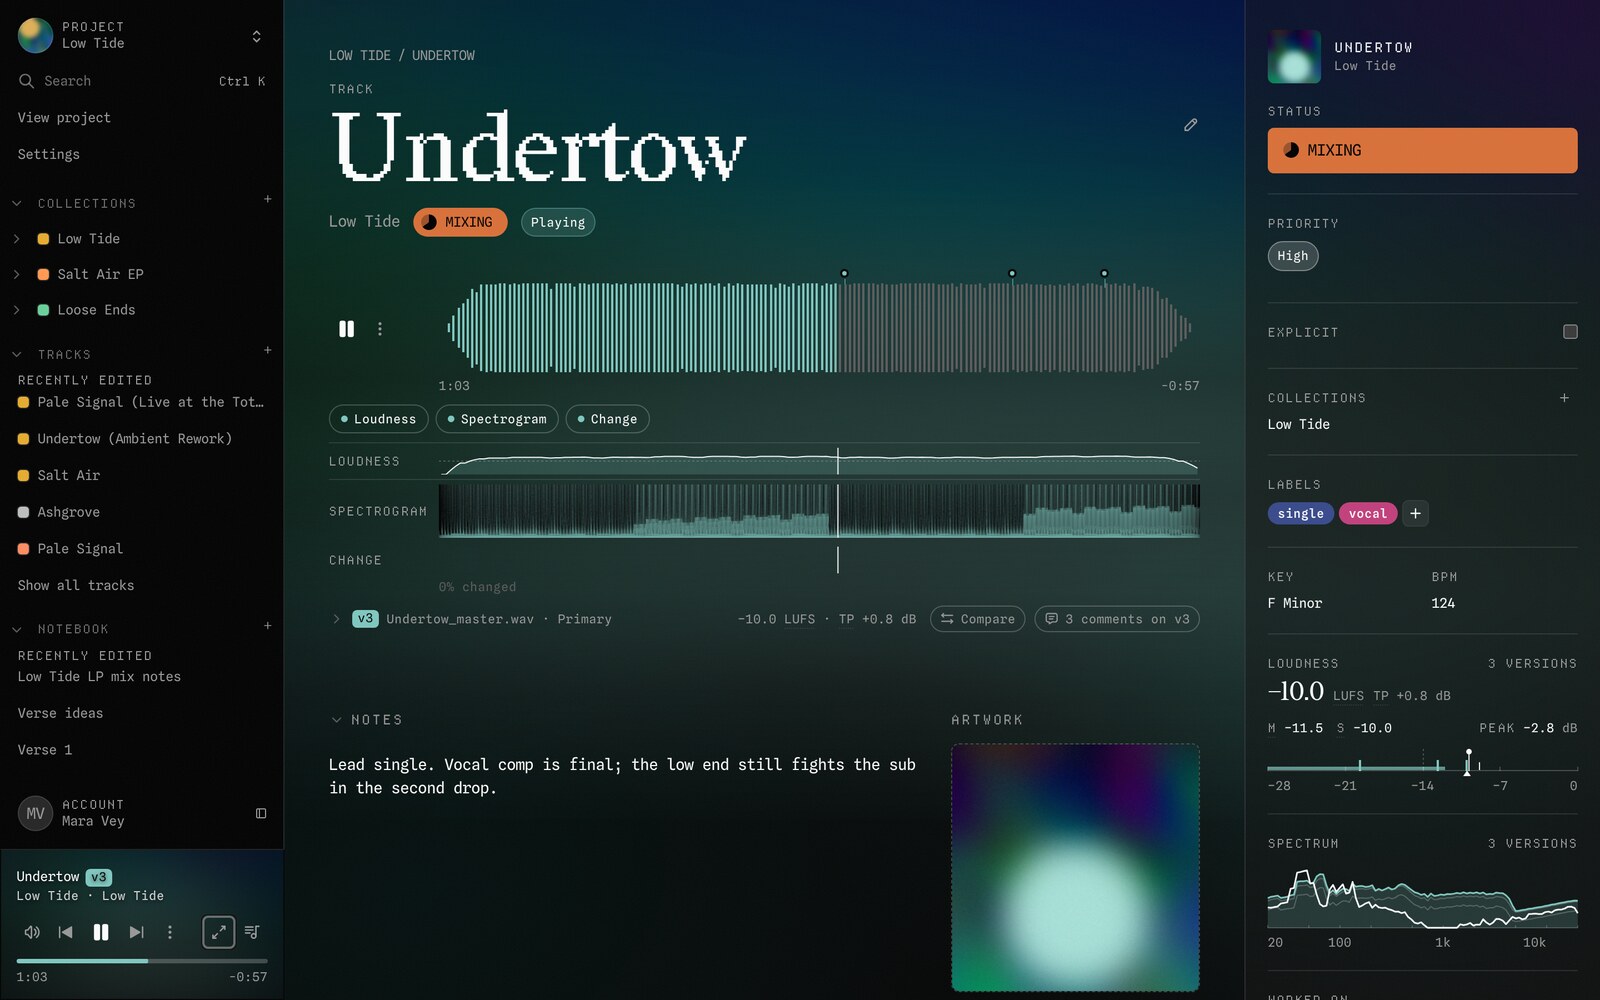 PROJECT
Low Tide
Search Ctrl K
View project
Settings
COLLECTIONS +
Low Tide
Salt Air EP
Loose Ends
TRACKS +
RECENTLY EDITED
Pale Signal (Live at the Tot…
Undertow (Ambient Rework)
Salt Air
Ashgrove
Pale Signal
Show all tracks
NOTEBOOK +
RECENTLY EDITED
Low Tide LP mix notes
Verse ideas
Verse 1
MV
ACCOUNT
Mara Vey
Undertow v3
Low Tide · Low Tide
1:03 -0:57
LOW TIDE / UNDERTOW
TRACK
Undertow
Low Tide MIXING Playing
1:03 -0:57
Loudness Spectrogram Change
LOUDNESS
SPECTROGRAM
CHANGE
0% changed
v3 Undertow_master.wav · Primary -10.0 LUFS · TP +0.8 dB Compare 3 comments on v3
NOTES
Lead single. Vocal comp is final; the low end still fights the sub
in the second drop.
ARTWORK
UNDERTOW
Low Tide
STATUS
MIXING
PRIORITY
High
EXPLICIT
COLLECTIONS +
Low Tide
LABELS
single vocal +
KEY BPM
F Minor 124
LOUDNESS 3 VERSIONS
-10.0 LUFS TP +0.8 dB
M -11.5 S -10.0 PEAK -2.8 dB
-28 -21 -14 -7 0
SPECTRUM 3 VERSIONS
20 100 1k 10k
WORKED ON